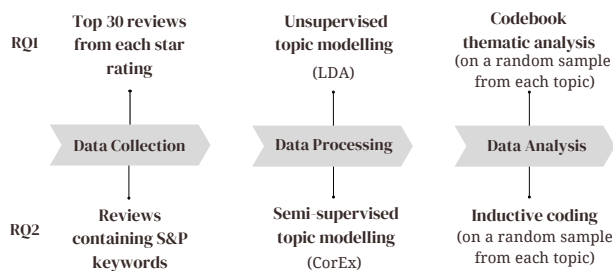 RQ1
Top 30 reviews
from each star
rating
Unsupervised
topic modelling
(LDA)
Codebook
thematic analysis
(on a random sample
from each topic)
Data Collection
Data Processing
Data Analysis
RQ2
Reviews
containing S&P
keywords
Semi-supervised
topic modelling
(CorEx)
Inductive coding
(on a random sample
from each topic)